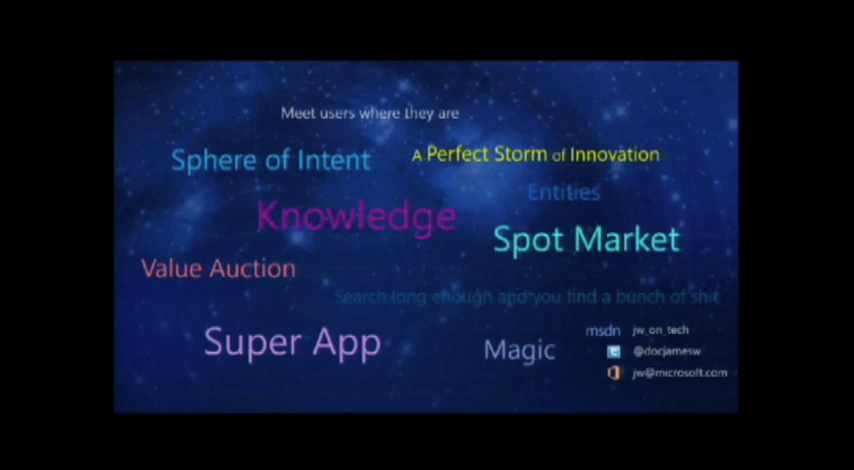 Meet users where they are
Sphere of Intent
A Perfect Storm of Innovation
Entities
Knowledge
Spot Market
Value Auction
Search long enough and you find a bunch of shit
Super App
Magic
msdn jw_on_tech
@docjamesw
jw@microsoft.com